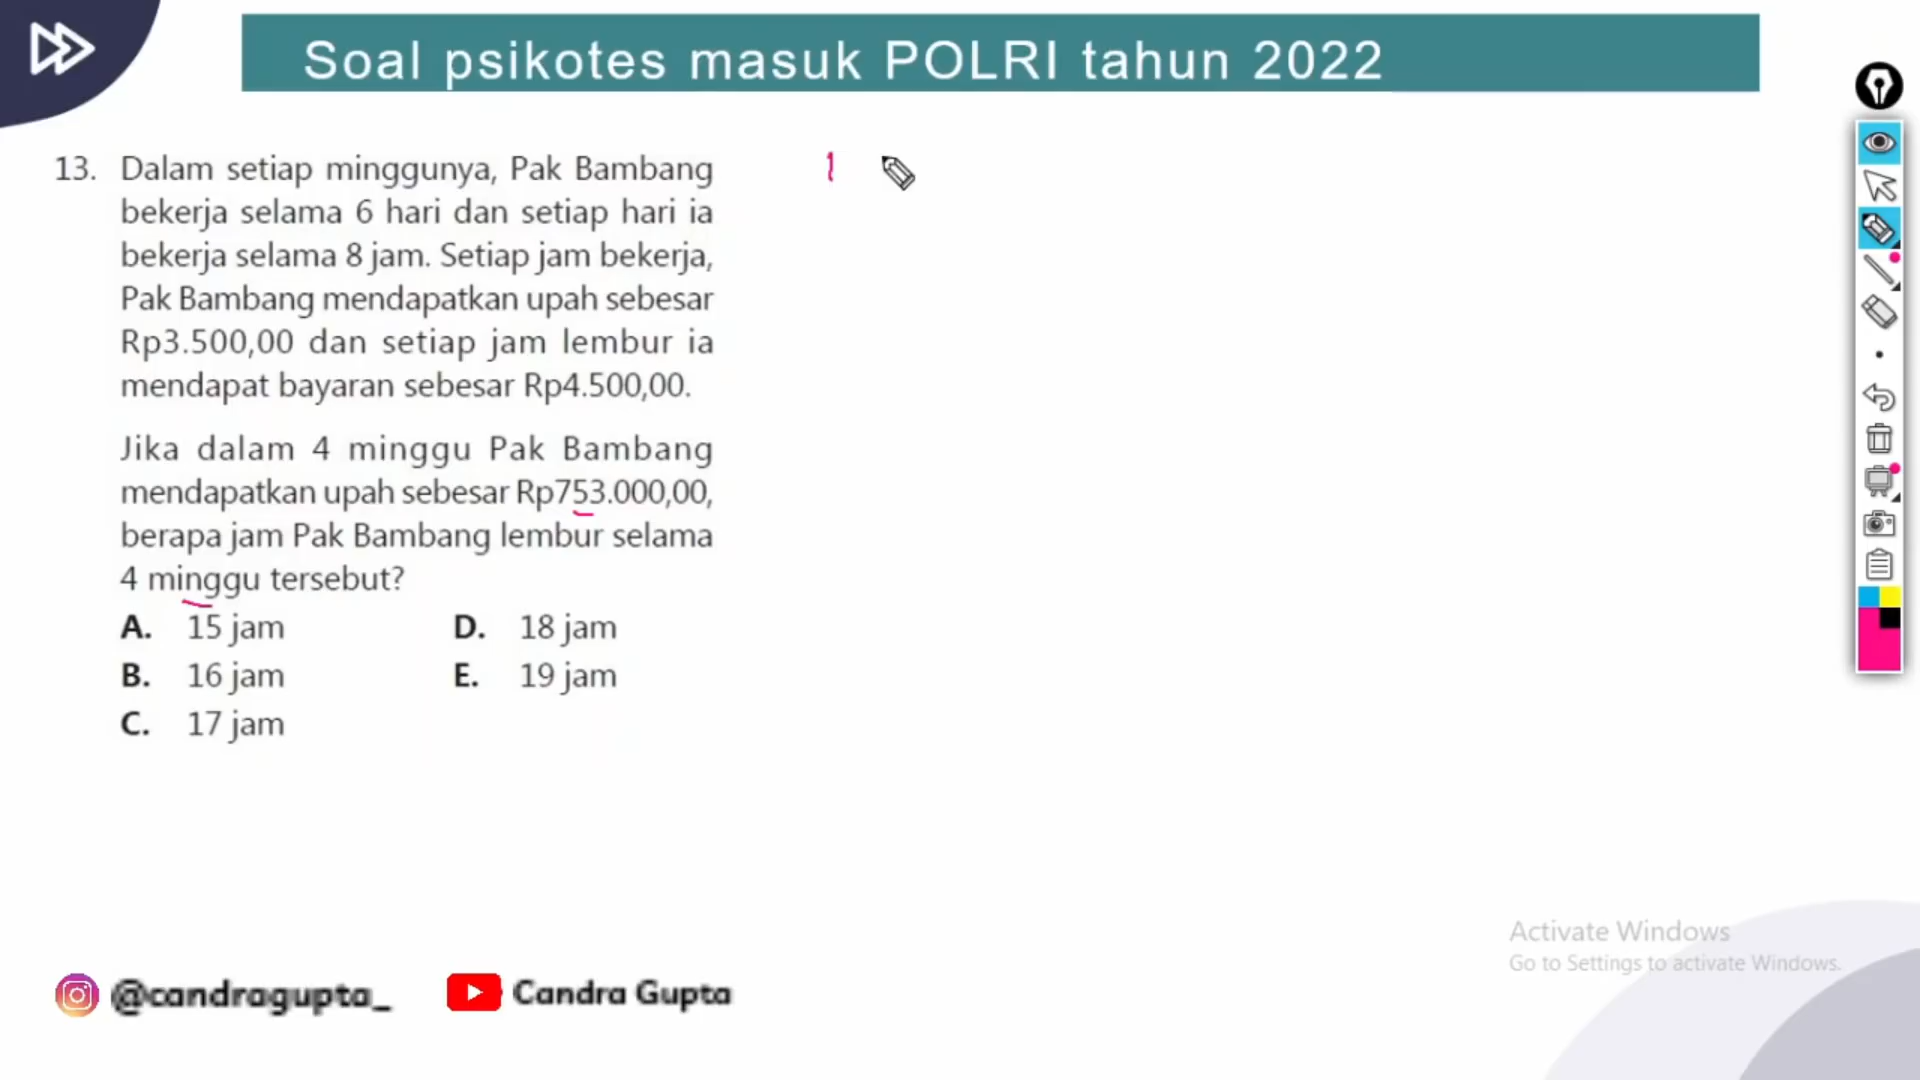 Soal psikotes masuk POLRI tahun 2022
13. Dalam setiap minggunya, Pak Bambang
bekerja selama 6 hari dan setiap hari ia
bekerja selama 8 jam. Setiap jam bekerja,
Pak Bambang mendapatkan upah sebesar
Rp3.500,00 dan setiap jam lembur ia
mendapat bayaran sebesar Rp4.500,00.
Jika dalam 4 minggu Pak Bambang
mendapatkan upah sebesar Rp753.000,00,
berapa jam Pak Bambang lembur selama
4 minggu tersebut?
A. 15 jam D. 18 jam
B. 16 jam E. 19 jam
C. 17 jam
Activate Windows
Go to Settings to activate Windows.
@candragupta_ Candra Gupta